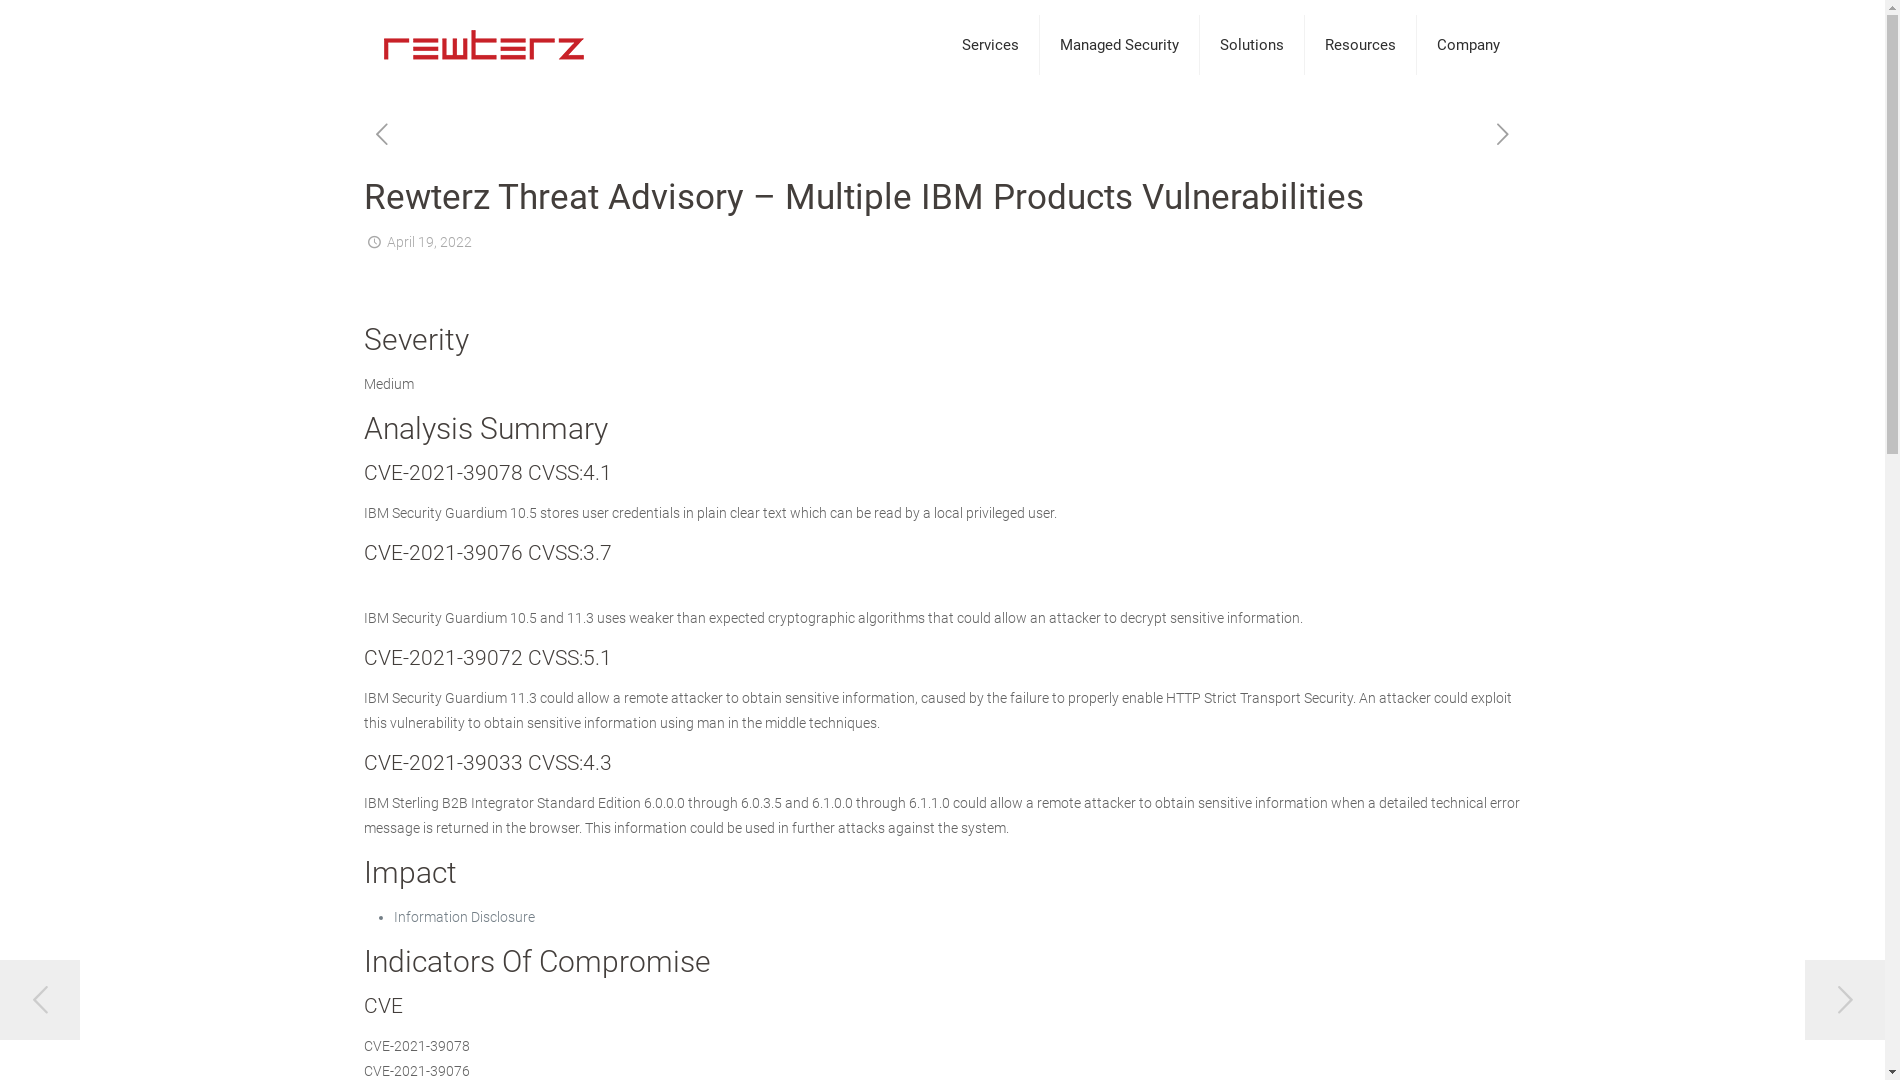 rewterz
Services
Managed Security
Solutions
Resources
Company
Rewterz Threat Advisory – Multiple IBM Products Vulnerabilities
April 19, 2022
Severity
Medium
Analysis Summary
CVE-2021-39078 CVSS:4.1
IBM Security Guardium 10.5 stores user credentials in plain clear text which can be read by a local privileged user.
CVE-2021-39076 CVSS:3.7
IBM Security Guardium 10.5 and 11.3 uses weaker than expected cryptographic algorithms that could allow an attacker to decrypt sensitive information.
CVE-2021-39072 CVSS:5.1
IBM Security Guardium 11.3 could allow a remote attacker to obtain sensitive information, caused by the failure to properly enable HTTP Strict Transport Security. An attacker could exploit
this vulnerability to obtain sensitive information using man in the middle techniques.
CVE-2021-39033 CVSS:4.3
IBM Sterling B2B Integrator Standard Edition 6.0.0.0 through 6.0.3.5 and 6.1.0.0 through 6.1.1.0 could allow a remote attacker to obtain sensitive information when a detailed technical error
message is returned in the browser. This information could be used in further attacks against the system.
Impact
• Information Disclosure
Indicators Of Compromise
CVE
CVE-2021-39078
CVE-2021-39076